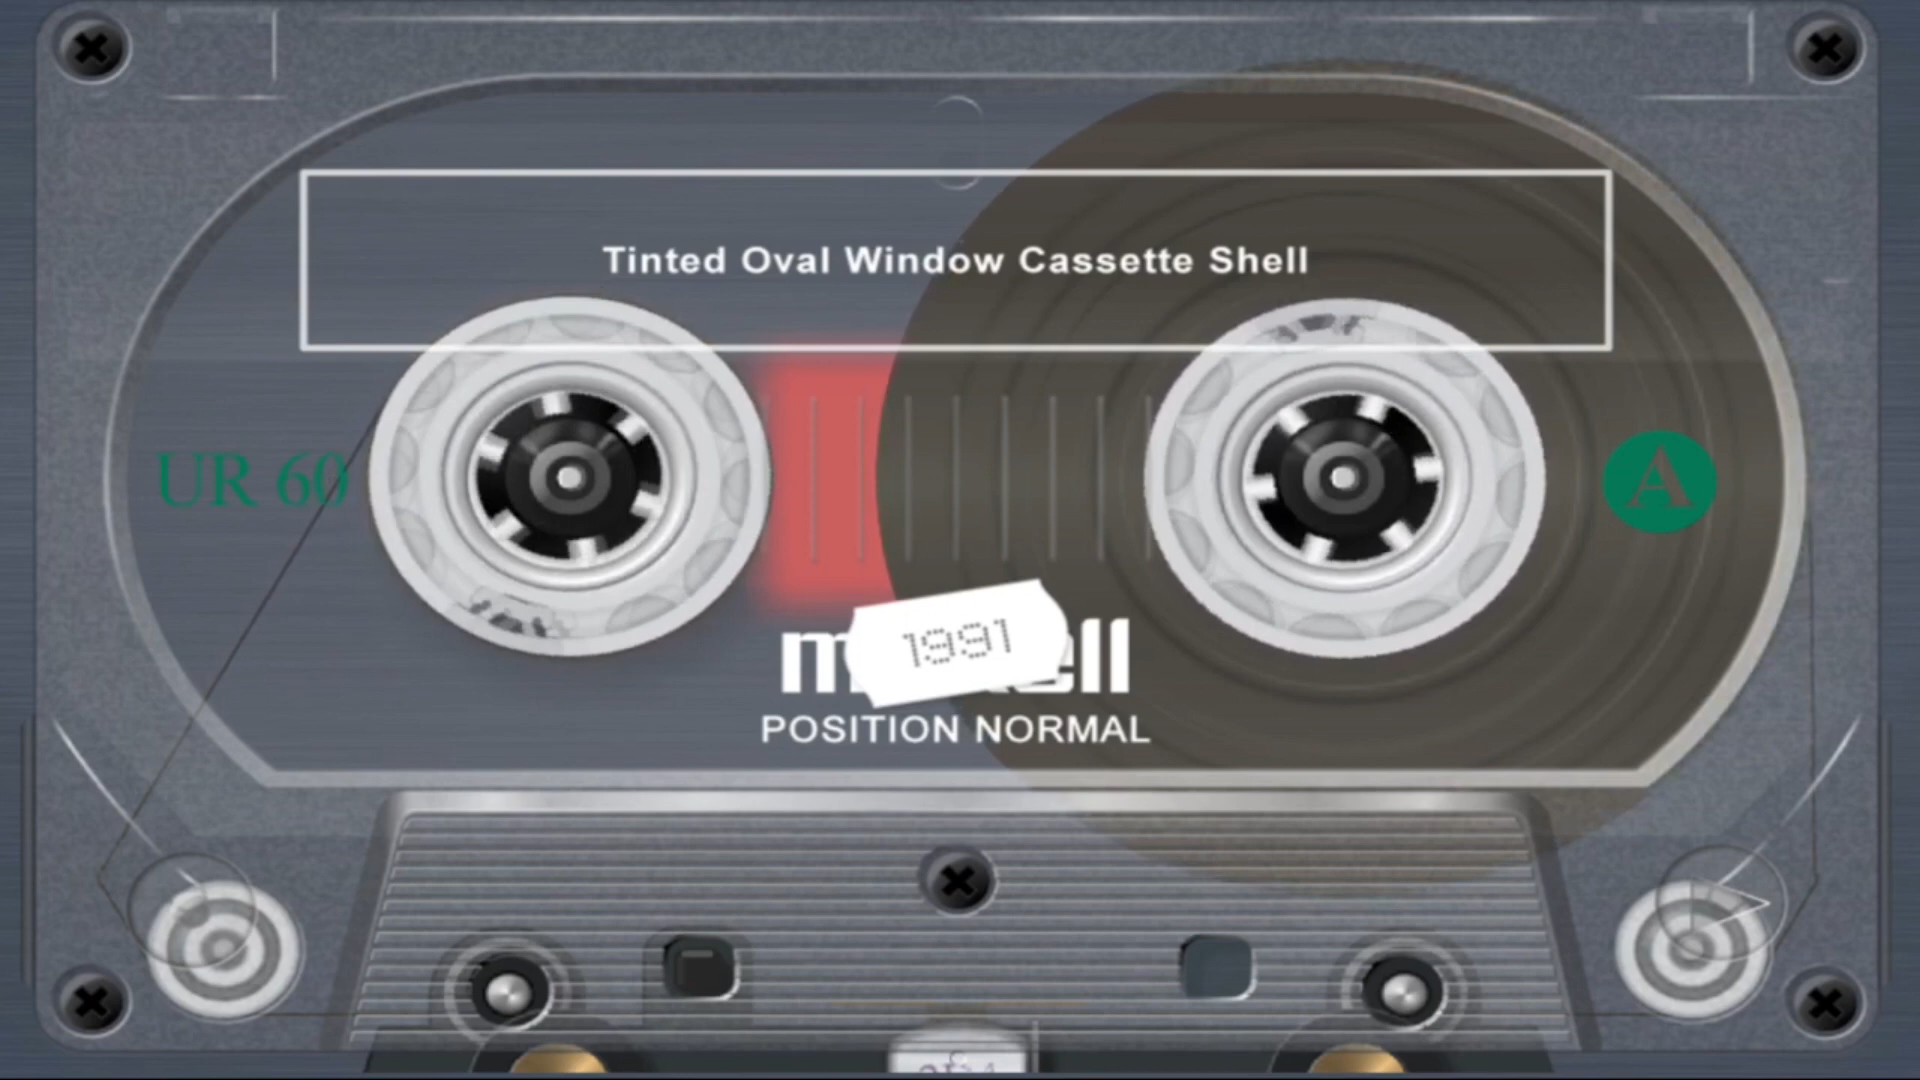 Tinted Oval Window Cassette Shell
UR 60
A
1991
POSITION NORMAL